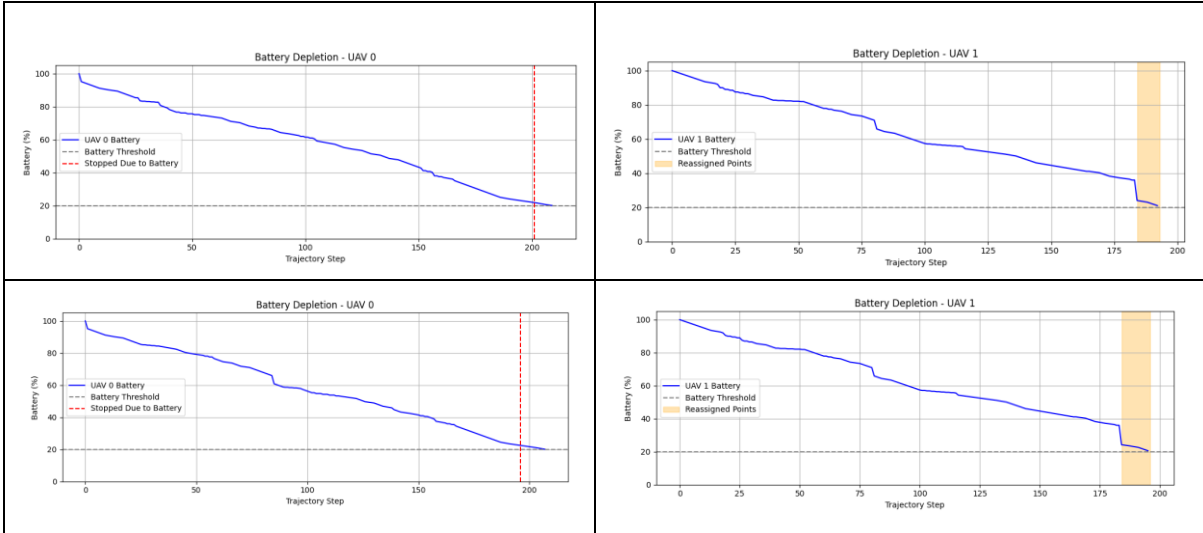 Battery Depletion - UAV 0
100
80
60
40
20
0
Battery (%)
UAV 0 Battery
Battery Threshold
Stopped Due to Battery
0 50 100 150 200
Trajectory Step
Battery Depletion - UAV 1
100
80
60
40
20
0
Battery (%)
UAV 1 Battery
Battery Threshold
Reassigned Points
0 25 50 75 100 125 150 175 200
Trajectory Step
Battery Depletion - UAV 0
100
80
60
40
20
0
Battery (%)
UAV 0 Battery
Battery Threshold
Stopped Due to Battery
0 50 100 150 200
Trajectory Step
Battery Depletion - UAV 1
100
80
60
40
20
0
Battery (%)
UAV 1 Battery
Battery Threshold
Reassigned Points
0 25 50 75 100 125 150 175 200
Trajectory Step